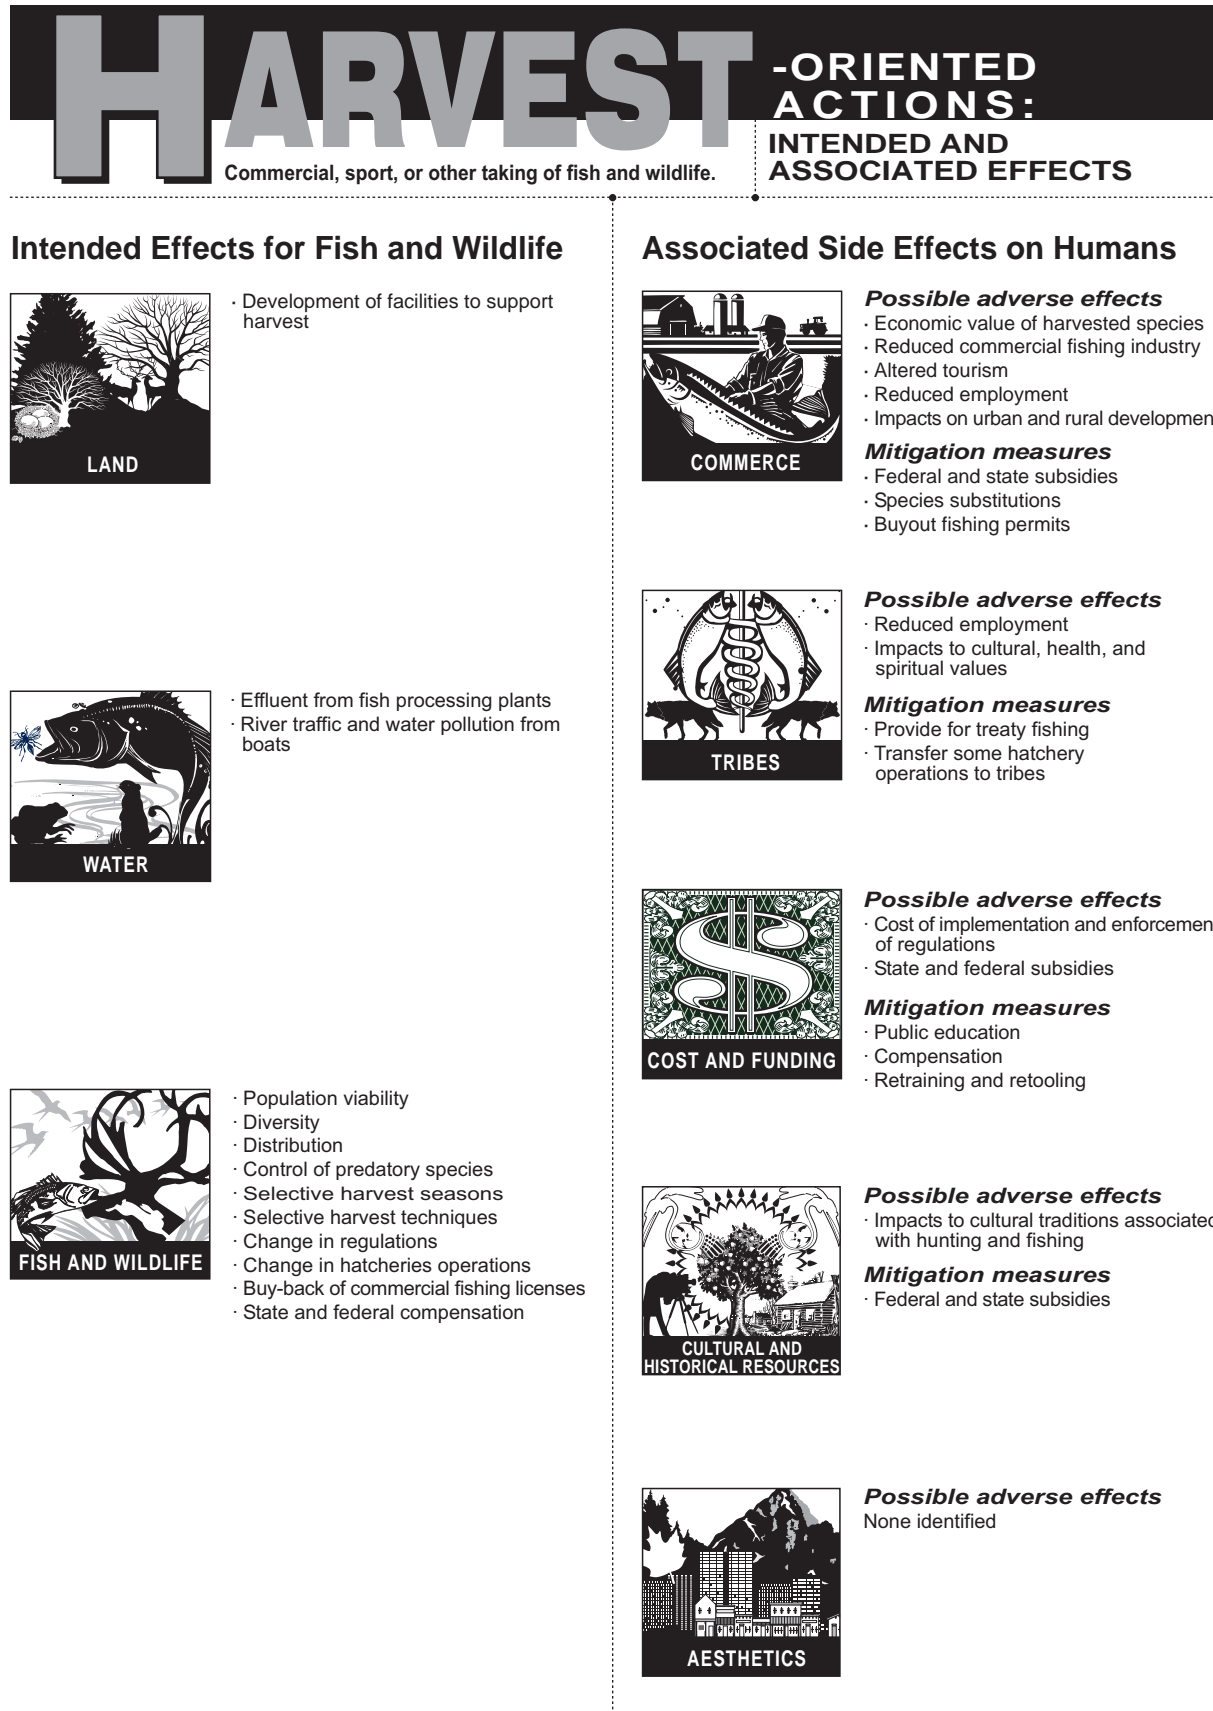 HARVEST
-ORIENTED
ACTIONS:
INTENDED AND
ASSOCIATED EFFECTS
Commercial, sport, or other taking of fish and wildlife.
Intended Effects for Fish and Wildlife
LAND
· Development of facilities to support
harvest
WATER
· Effluent from fish processing plants
· River traffic and water pollution from
boats
FISH AND WILDLIFE
· Population viability
· Diversity
· Distribution
· Control of predatory species
· Selective harvest seasons
· Selective harvest techniques
· Change in regulations
· Change in hatcheries operations
· Buy-back of commercial fishing licenses
· State and federal compensation
Associated Side Effects on Humans
COMMERCE
Possible adverse effects
· Economic value of harvested species
· Reduced commercial fishing industry
· Altered tourism
· Reduced employment
· Impacts on urban and rural developmen
Mitigation measures
· Federal and state subsidies
· Species substitutions
· Buyout fishing permits
TRIBES
Possible adverse effects
· Reduced employment
· Impacts to cultural, health, and
spiritual values
Mitigation measures
· Provide for treaty fishing
· Transfer some hatchery
operations to tribes
COST AND FUNDING
Possible adverse effects
· Cost of implementation and enforcemen
of regulations
· State and federal subsidies
Mitigation measures
· Public education
· Compensation
· Retraining and retooling
CULTURAL AND
HISTORICAL RESOURCES
Possible adverse effects
· Impacts to cultural traditions associated
with hunting and fishing
Mitigation measures
· Federal and state subsidies
AESTHETICS
Possible adverse effects
None identified